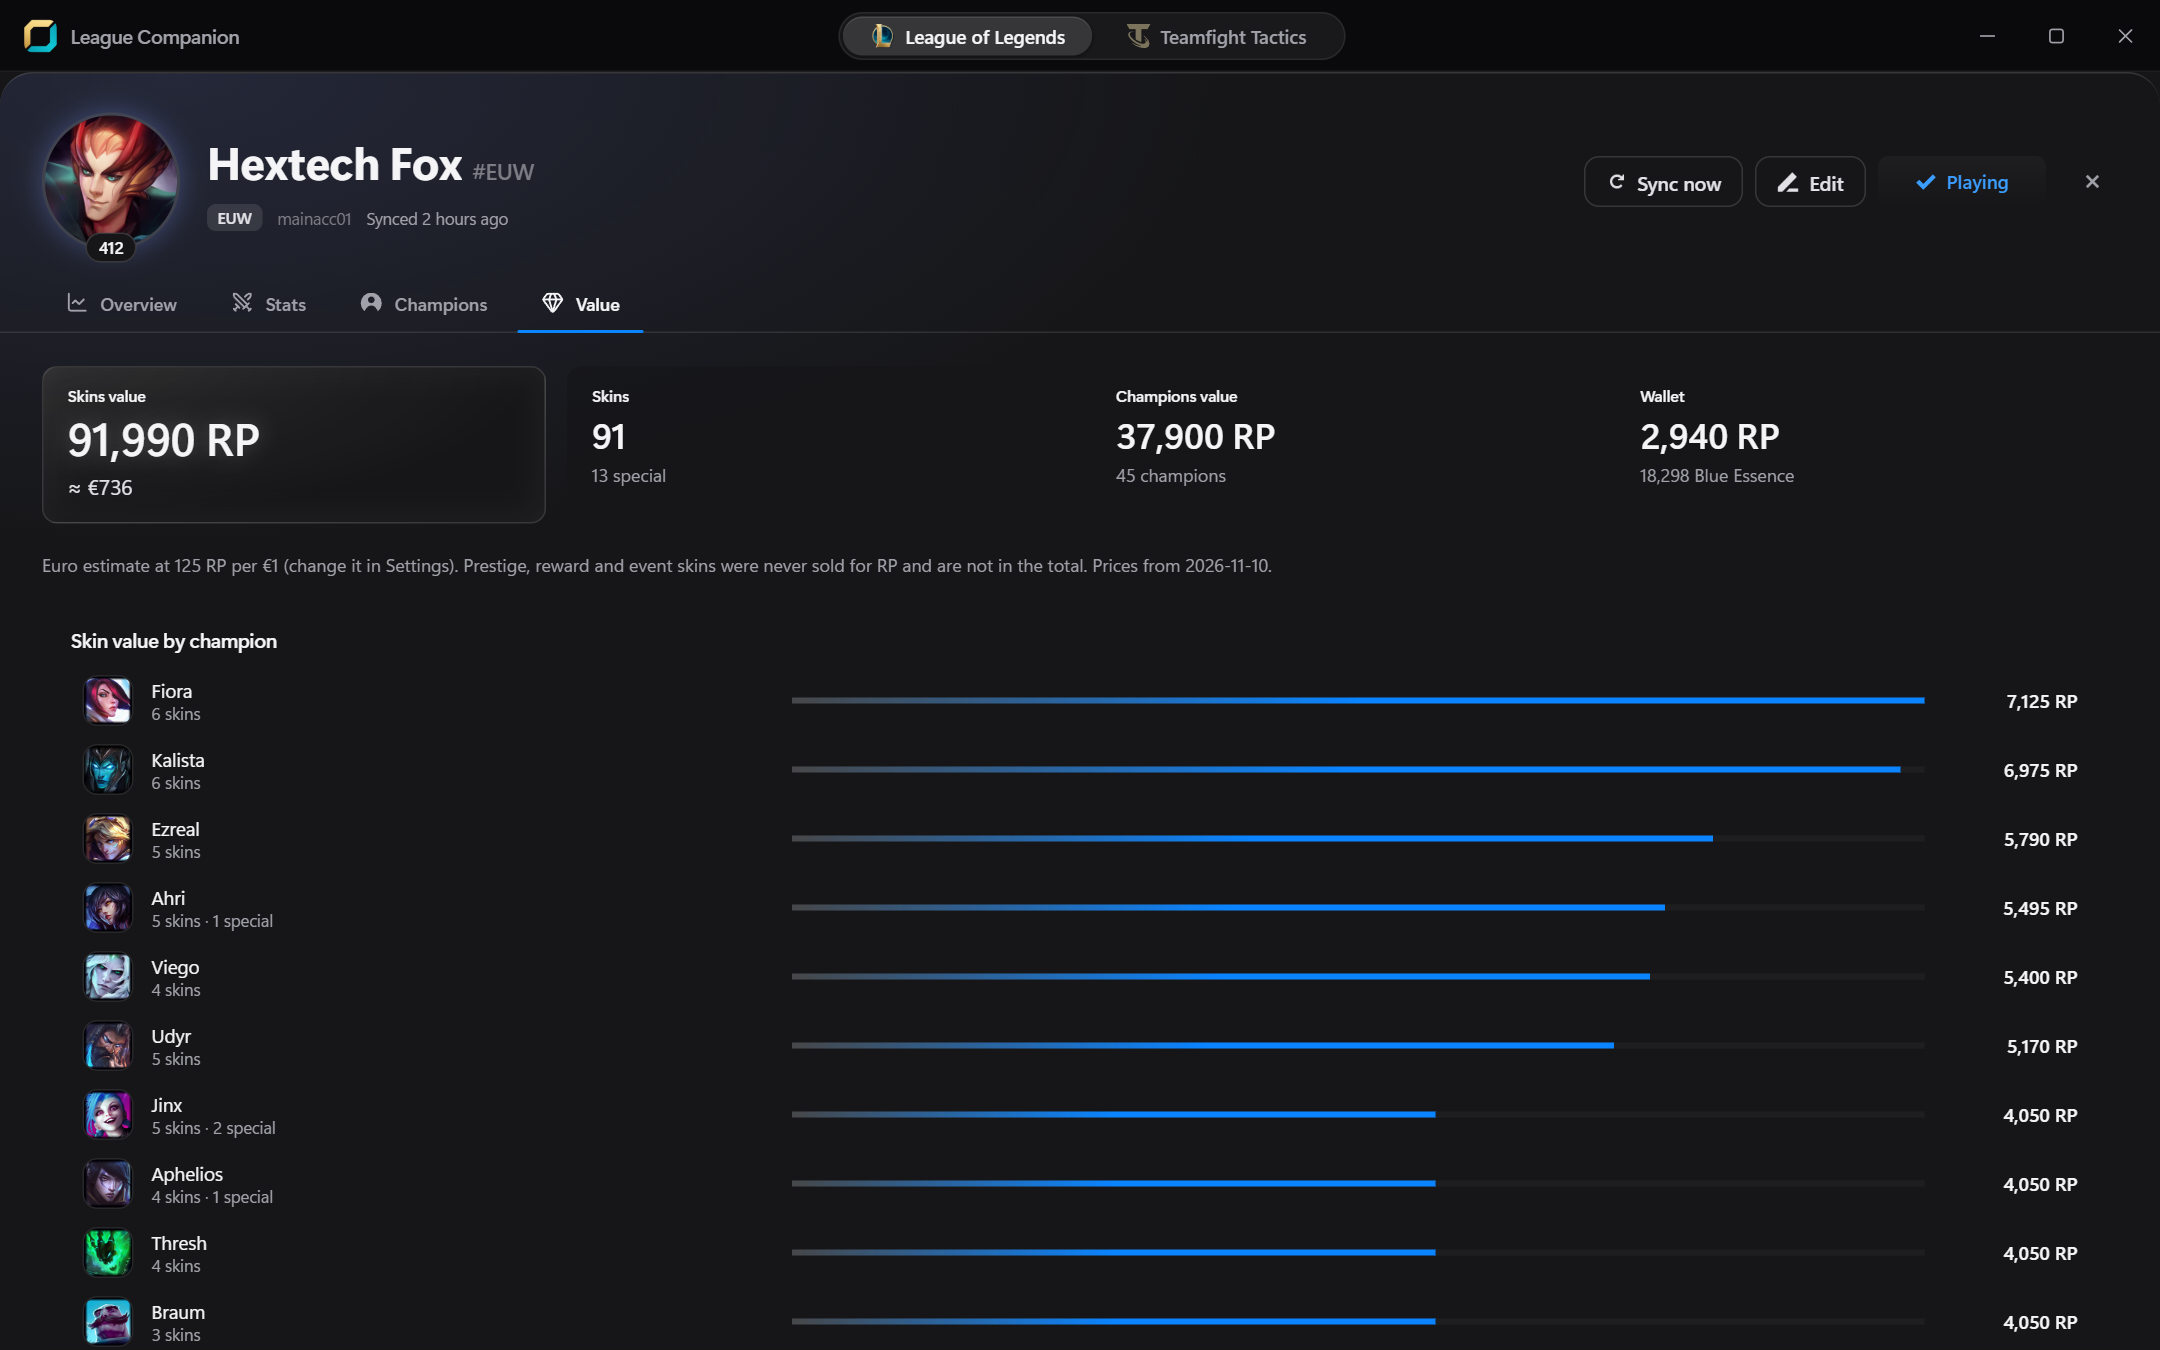 League Companion
League of Legends
Teamfight Tactics
Hextech Fox #EUW
EUW mainacc01 Synced 2 hours ago
412
Sync now
Edit
Playing
Overview
Stats
Champions
Value
Skins value
91,990 RP
≈ €736
Skins
91
13 special
Champions value
37,900 RP
45 champions
Wallet
2,940 RP
18,298 Blue Essence
Euro estimate at 125 RP per €1 (change it in Settings). Prestige, reward and event skins were never sold for RP and are not in the total. Prices from 2026-11-10.
Skin value by champion
Fiora
6 skins
7,125 RP
Kalista
6 skins
6,975 RP
Ezreal
5 skins
5,790 RP
Ahri
5 skins · 1 special
5,495 RP
Viego
4 skins
5,400 RP
Udyr
5 skins
5,170 RP
Jinx
5 skins · 2 special
4,050 RP
Aphelios
4 skins · 1 special
4,050 RP
Thresh
4 skins
4,050 RP
Braum
3 skins
4,050 RP